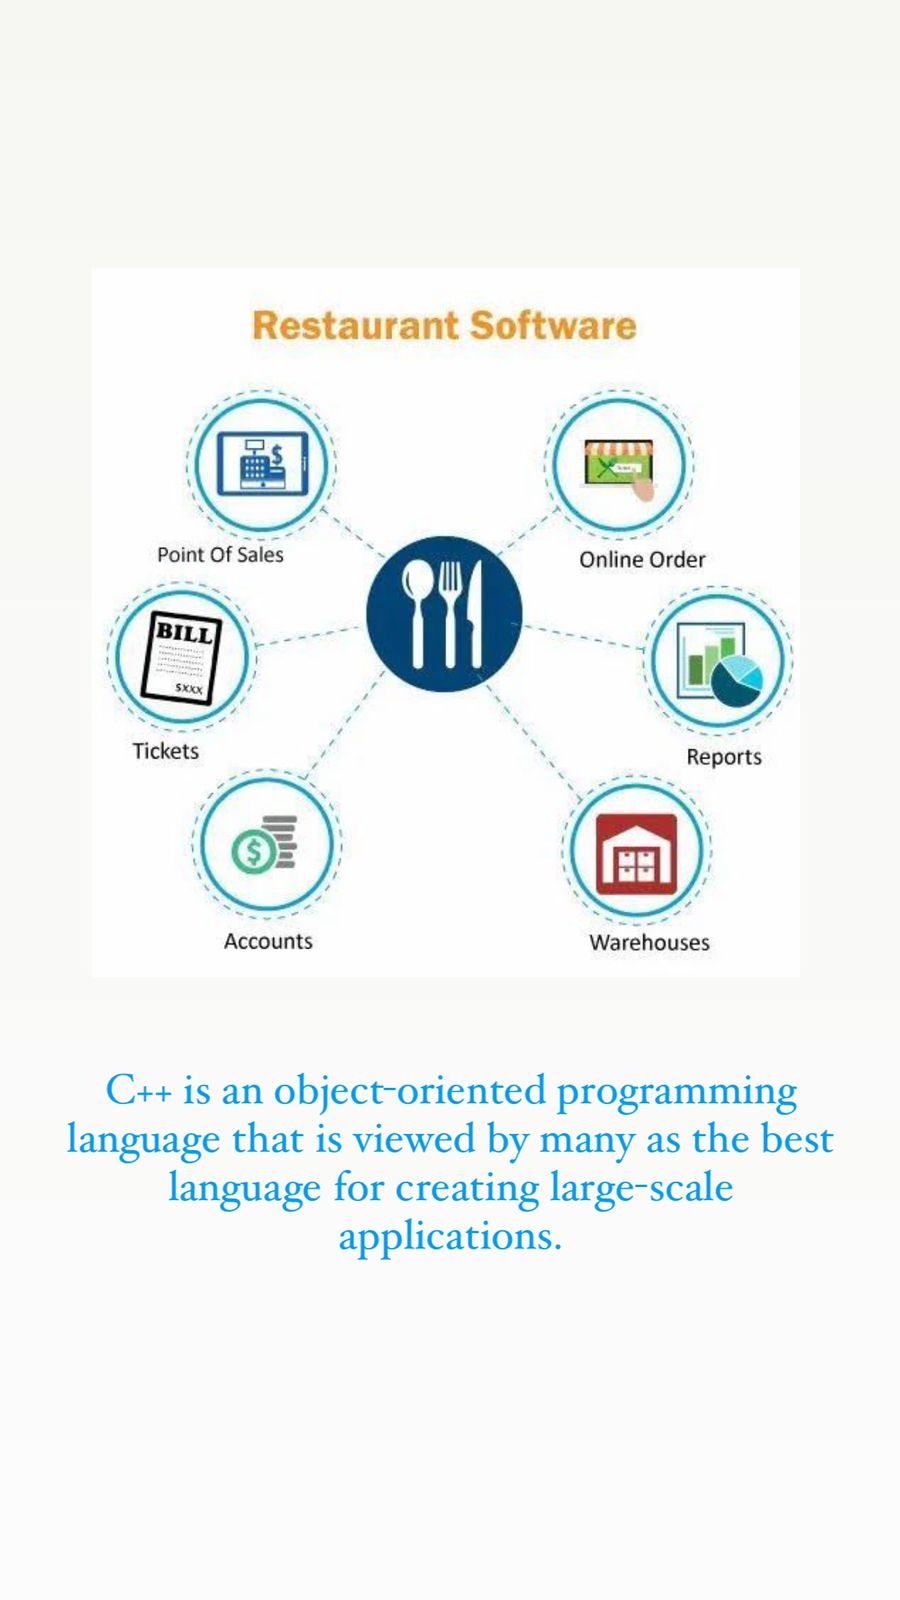 Restaurant Software
Point Of Sales
Online Order
BILL
$XXX
Tickets
Reports
Accounts
Warehouses
C++ is an object-oriented programming
language that is viewed by many as the best
language for creating large-scale
applications.